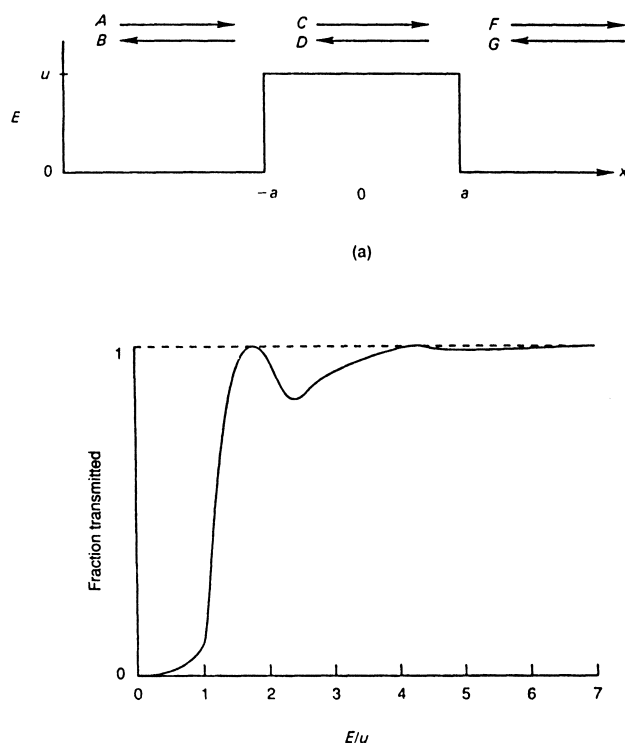 A C F
B D G
u
E
0 x
−a 0 a
(a)
1
Fraction transmitted
0
0 1 2 3 4 5 6 7
E/u